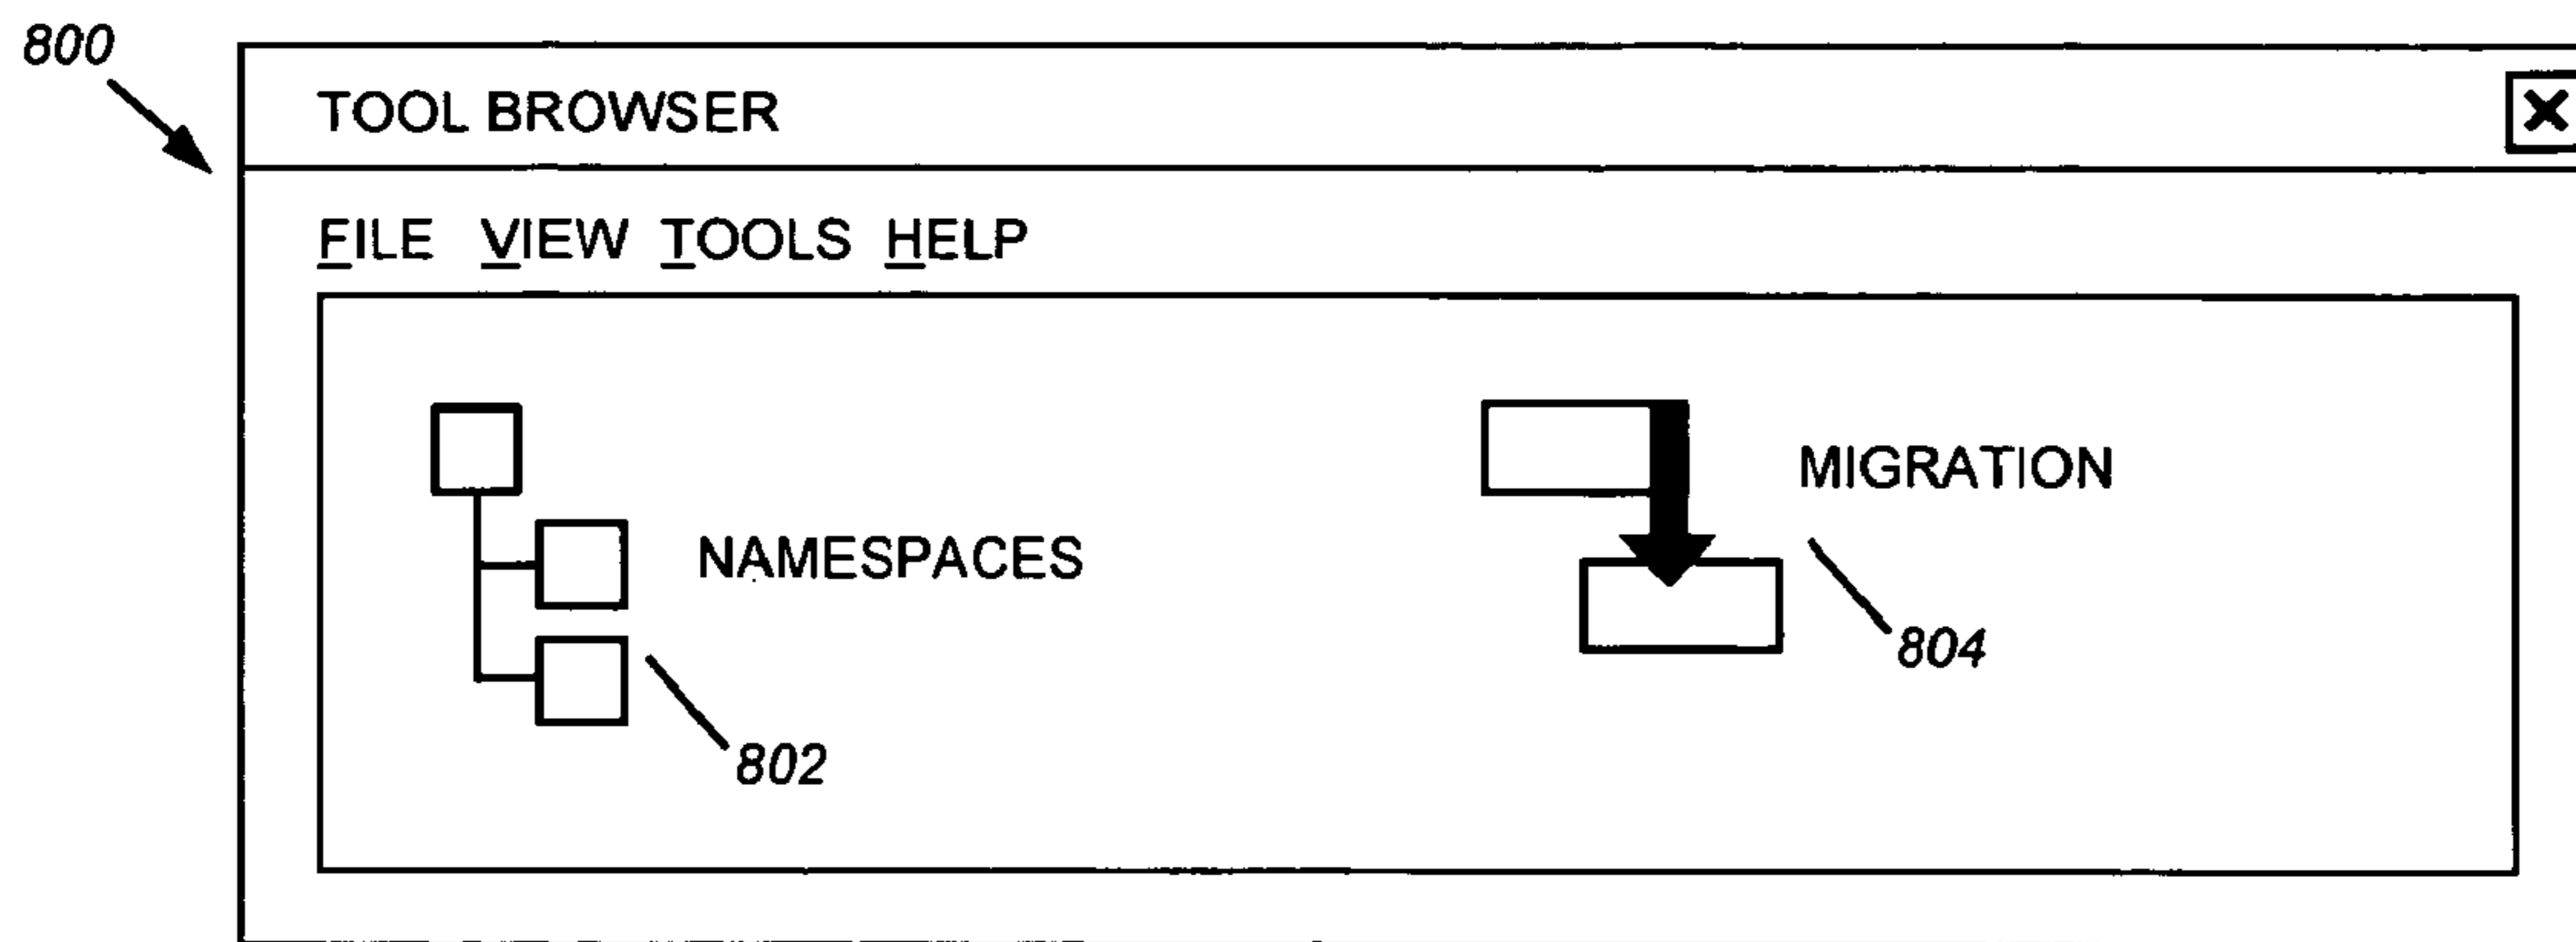 800
TOOL BROWSER
FILE VIEW TOOLS HELP
MIGRATION
NAMESPACES
804
802